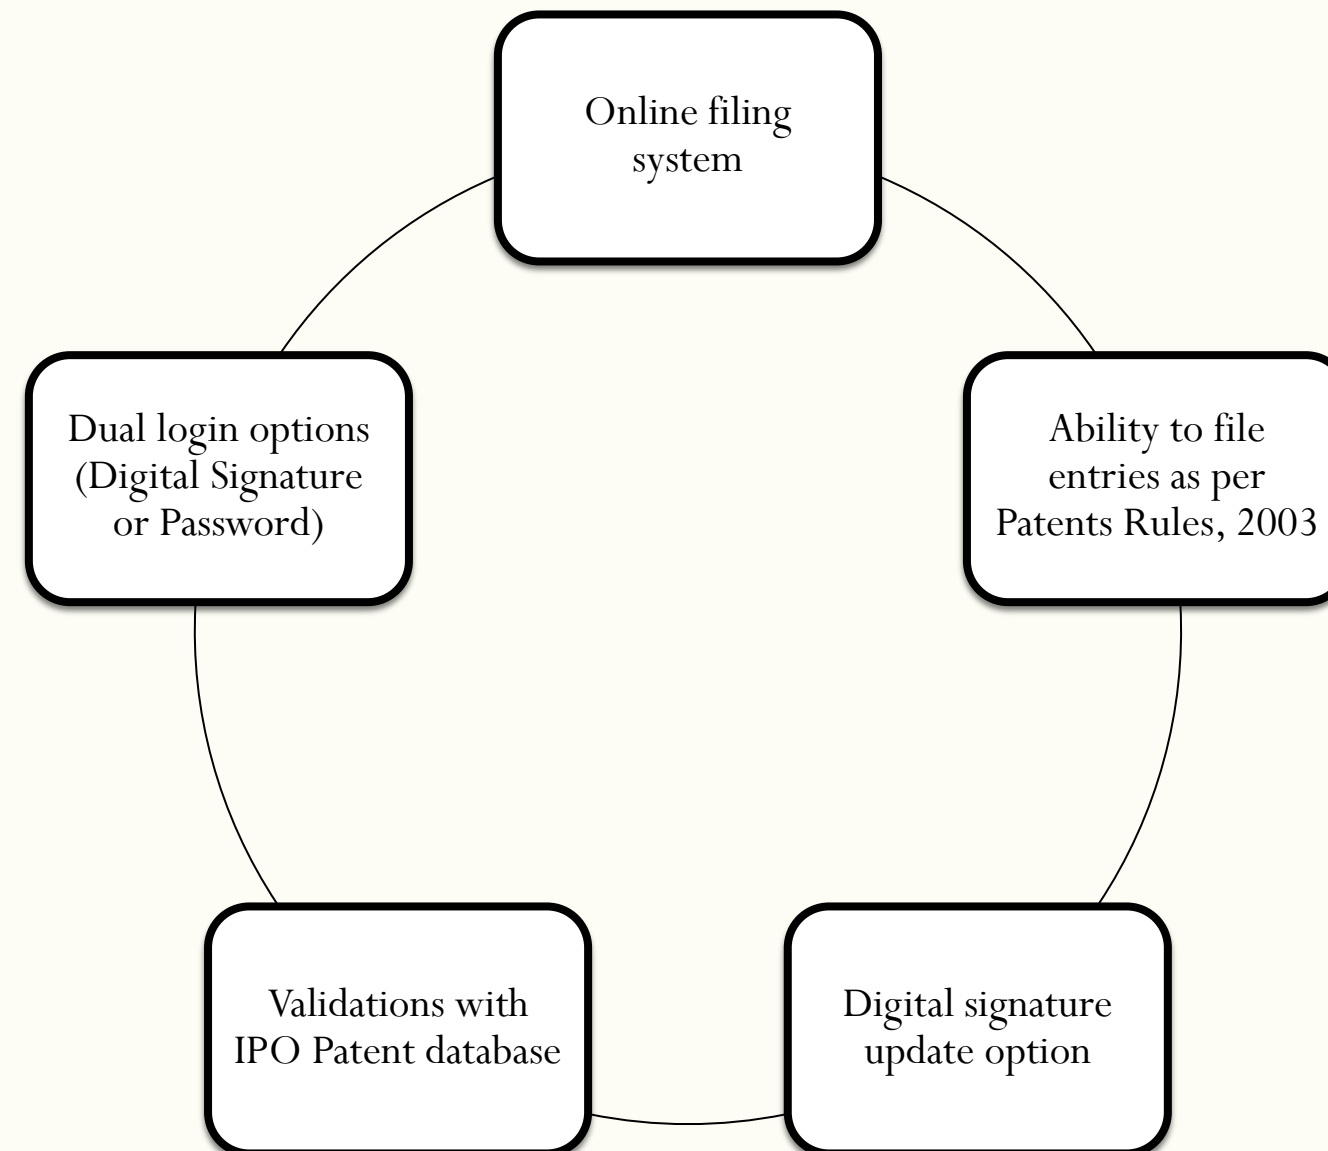 Online filing
system
Dual login options
(Digital Signature
or Password)
Ability to file
entries as per
Patents Rules, 2003
Validations with
IPO Patent database
Digital signature
update option